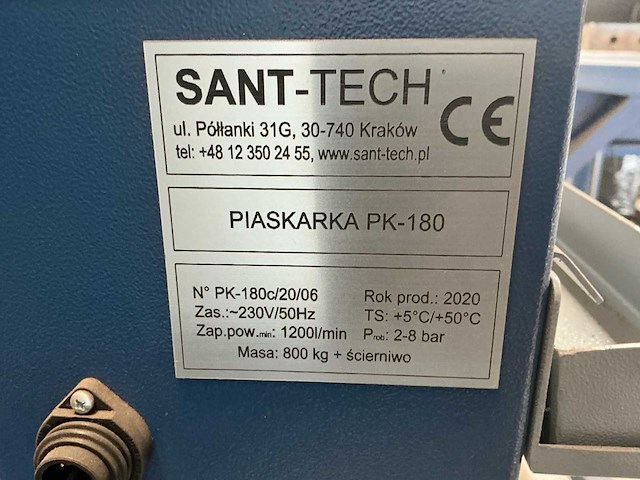 SANT-TECH
CE
ul. Półłanki 31G, 30-740 Kraków
tel: +48 12 350 24 55, www.sant-tech.pl
PIASKARKA PK-180
N° PK-180c/20/06 Rok prod.: 2020
Zas.:~230V/50Hz TS: +5°C/+50°C
Zap.pow.min: 1200l/min Prob: 2-8 bar
Masa: 800 kg + ścierniwo